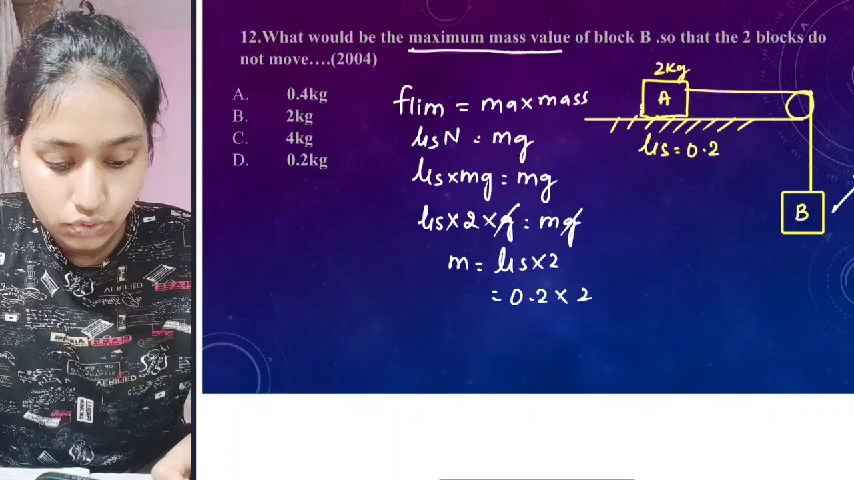 12.What would be the maximum mass value of block B .so that the 2 blocks do
not move....(2004)
A. 0.4kg
B. 2kg
C. 4kg
D. 0.2kg
flim = max mass
μsN = mg
μs×mg = mg
μs×2×g = mg
m = μs×2
= 0.2×2
2kg
A
μs = 0.2
B